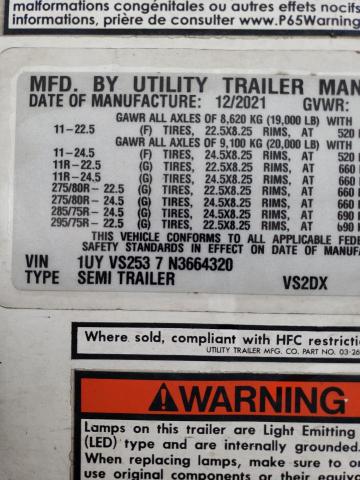 malformations congénitales ou autres effets nocifs
informations, prière de consulter www.P65Warning
MFD. BY UTILITY TRAILER MAN
DATE OF MANUFACTURE: 12/2021 GVWR:
GAWR ALL AXLES OF 8,620 KG (19,000 LB) WITH
11-22.5 (F) TIRES, 22.5X8.25 RIMS, AT 520
11-24.5 (F) TIRES, 24.5X8.25 RIMS, AT 520
GAWR ALL AXLES OF 9,100 KG (20,000 LB) WITH
11R-22.5 (G) TIRES, 22.5X8.25 RIMS, AT 660
11R-24.5 (G) TIRES, 24.5X8.25 RIMS, AT 660
275/80R- 22.5 (G) TIRES, 22.5X8.25 RIMS, AT 660
275/80R- 24.5 (G) TIRES, 24.5X8.25 RIMS, AT 660
285/75R- 24.5 (G) TIRES, 24.5X8.25 RIMS, AT 690
295/75R- 22.5 (G) TIRES, 22.5X8.25 RIMS, AT 690
THIS VEHICLE CONFORMS TO ALL APPLICABLE FEDE
SAFETY STANDARDS IN EFFECT ON DATE OF MANUF
VIN 1UY VS253 7 N3664320
TYPE SEMI TRAILER VS2DX
Where sold, compliant with HFC restricti
UTILITY TRAILER MFG. CO. PART NO. 03-26
WARNING
Lamps on this trailer are Light Emitting
(LED) type and are internally grounded.
When replacing lamps, make sure to o
use original components or their equiva